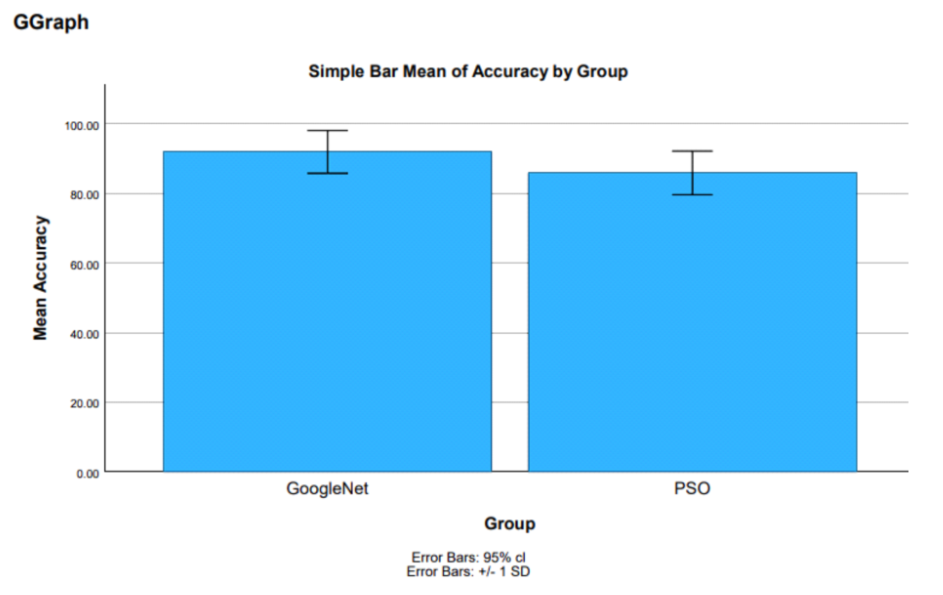 GGraph
Simple Bar Mean of Accuracy by Group
100.00
80.00
60.00
40.00
20.00
0.00
Mean Accuracy
GoogleNet PSO
Group
Error Bars: 95% cl
Error Bars: +/- 1 SD